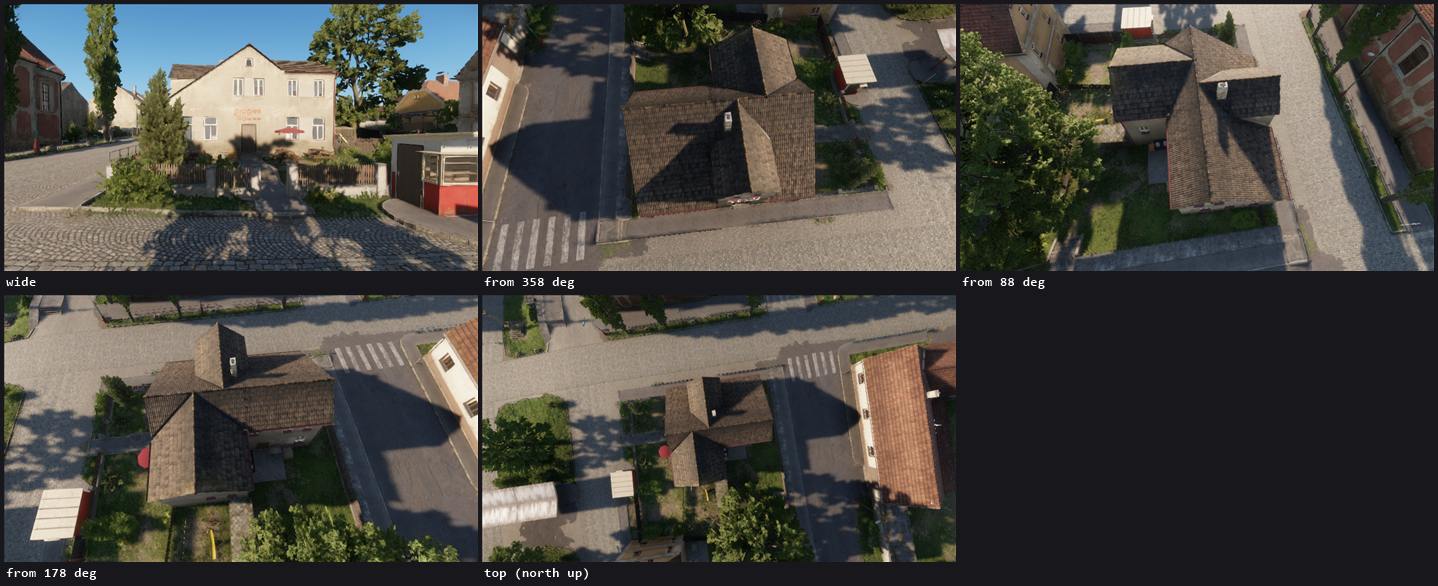 wide
from 358 deg
from 88 deg
from 178 deg
top (north up)